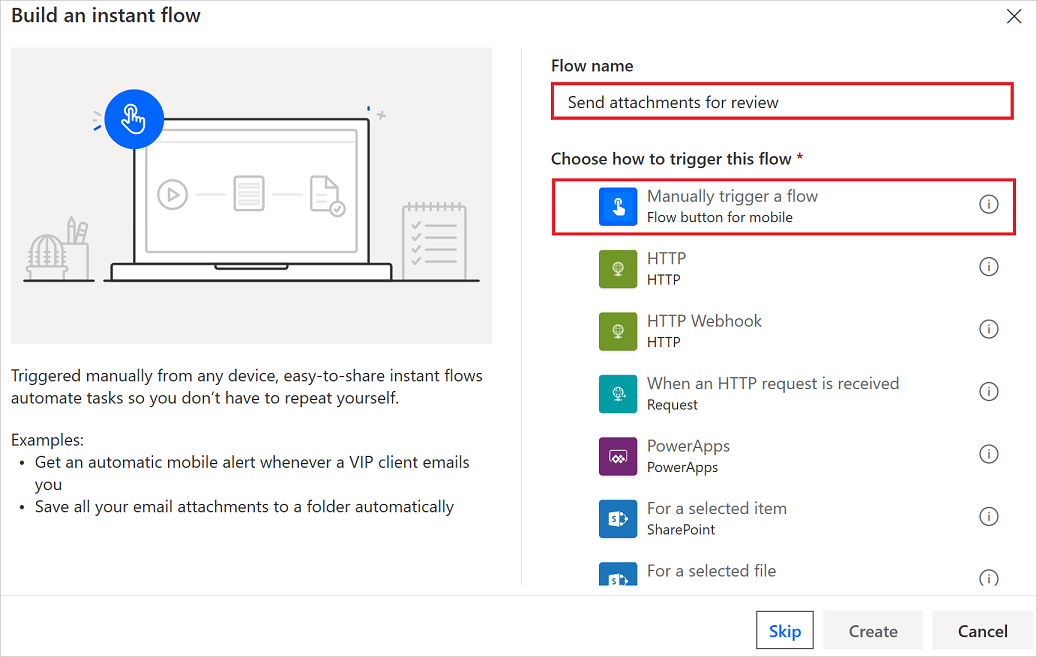 Build an instant flow
Triggered manually from any device, easy-to-share instant flows
automate tasks so you don't have to repeat yourself.
Examples:
• Get an automatic mobile alert whenever a VIP client emails
you
• Save all your email attachments to a folder automatically
Flow name
Send attachments for review
Choose how to trigger this flow *
Manually trigger a flow
Flow button for mobile
HTTP
HTTP
HTTP Webhook
HTTP
When an HTTP request is received
Request
PowerApps
PowerApps
For a selected item
SharePoint
For a selected file
Skip
Create
Cancel